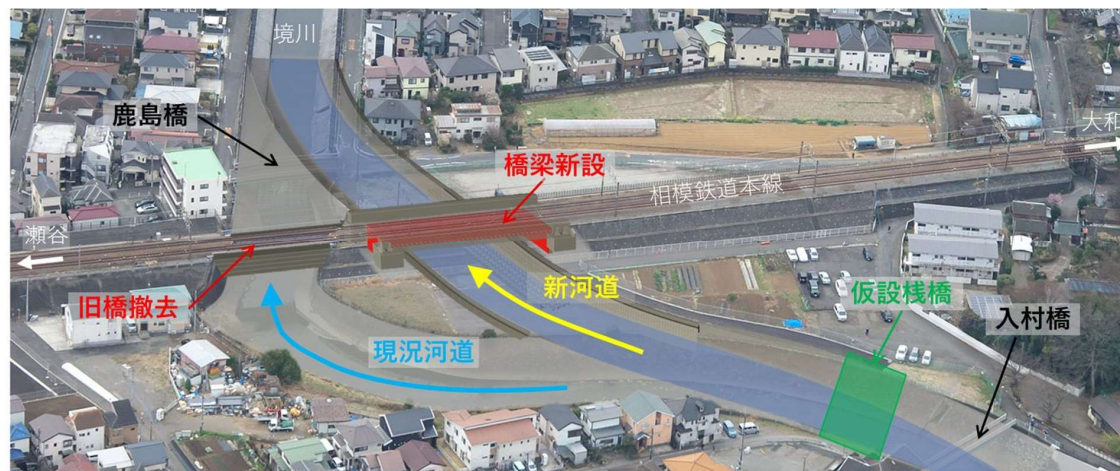 境川
鹿島橋
大和
橋梁新設
相模鉄道本線
瀬谷
新河道
仮設桟橋
旧橋撤去
入村橋
現況河道